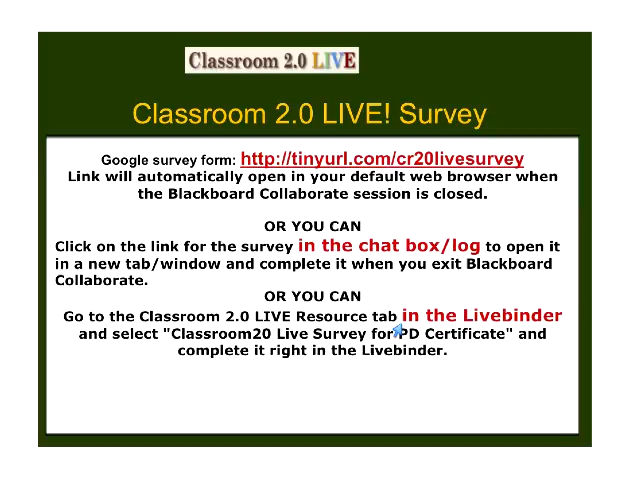 Classroom 2.0 LIVE
Classroom 2.0 LIVE! Survey
Google survey form: http://tinyurl.com/cr20livesurvey
Link will automatically open in your default web browser when
the Blackboard Collaborate session is closed.
OR YOU CAN
Click on the link for the survey in the chat box/log to open it
in a new tab/window and complete it when you exit Blackboard
Collaborate.
OR YOU CAN
Go to the Classroom 2.0 LIVE Resource tab in the Livebinder
and select "Classroom20 Live Survey for PD Certificate" and
complete it right in the Livebinder.